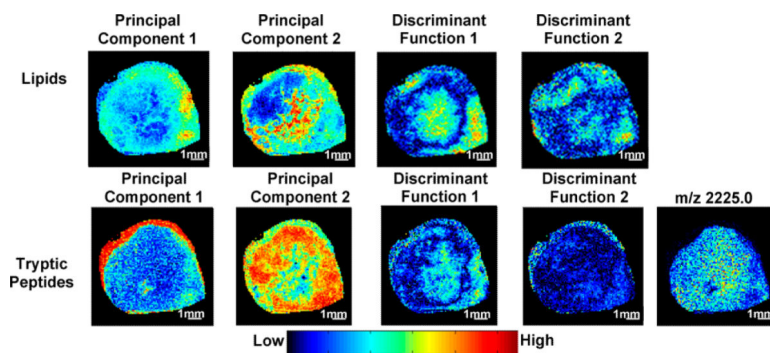 Principal
Component 1
Principal
Component 2
Discriminant
Function 1
Discriminant
Function 2
Lipids
1mm
1mm
1mm
1mm
Principal
Component 1
Principal
Component 2
Discriminant
Function 1
Discriminant
Function 2
m/z 2225.0
Tryptic
Peptides
1mm
1mm
1mm
1mm
1mm
Low
High